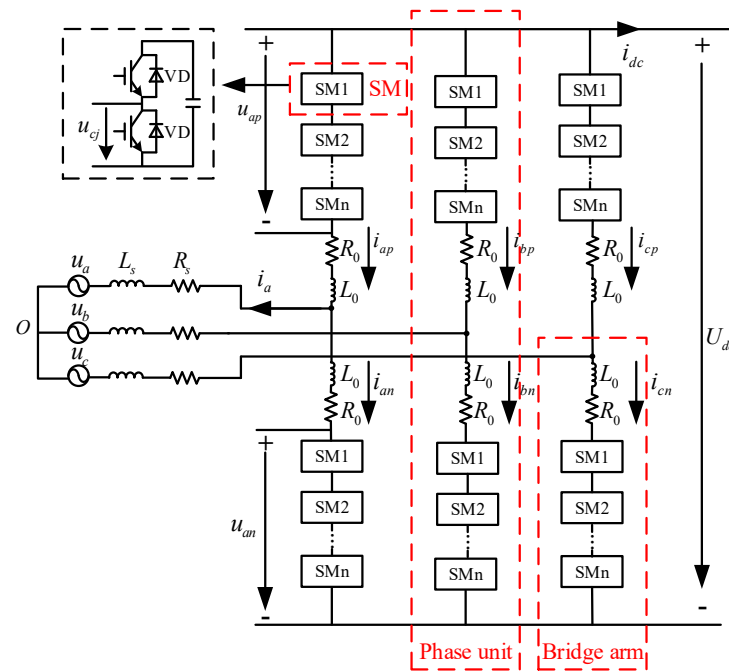 + + +
i_dc
VD
SM1 SM
SM1
SM1
u_ap
u_cj
VD
SM2
SM2
SM2
SMn
SMn
SMn
- 
R_0 i_ap R_0 i_bp R_0 i_cp
u_a L_s R_s i_a L_0 L_0 L_0
O u_b
u_c
U_d
L_0 i_an L_0 i_bn L_0 i_cn
R_0 R_0 R_0
+
SM1 SM1 SM1
u_an
SM2 SM2 SM2
SMn SMn SMn
- -
Phase unit Bridge arm